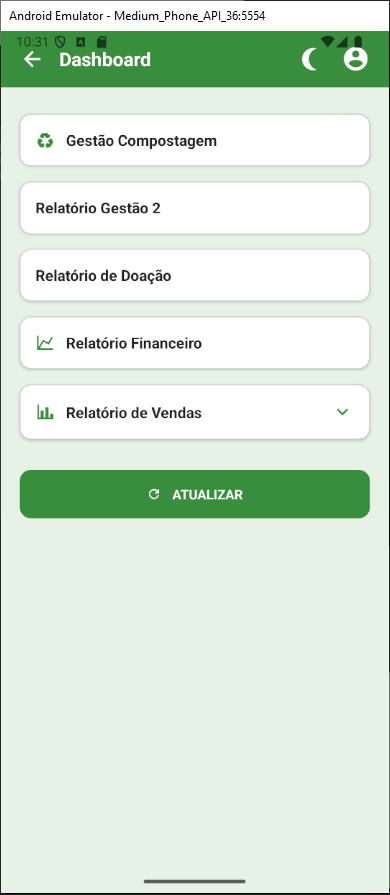 Android Emulator - Medium_Phone_API_36:5554
10:31
Dashboard
Gestão Compostagem
Relatório Gestão 2
Relatório de Doação
Relatório Financeiro
Relatório de Vendas
ATUALIZAR